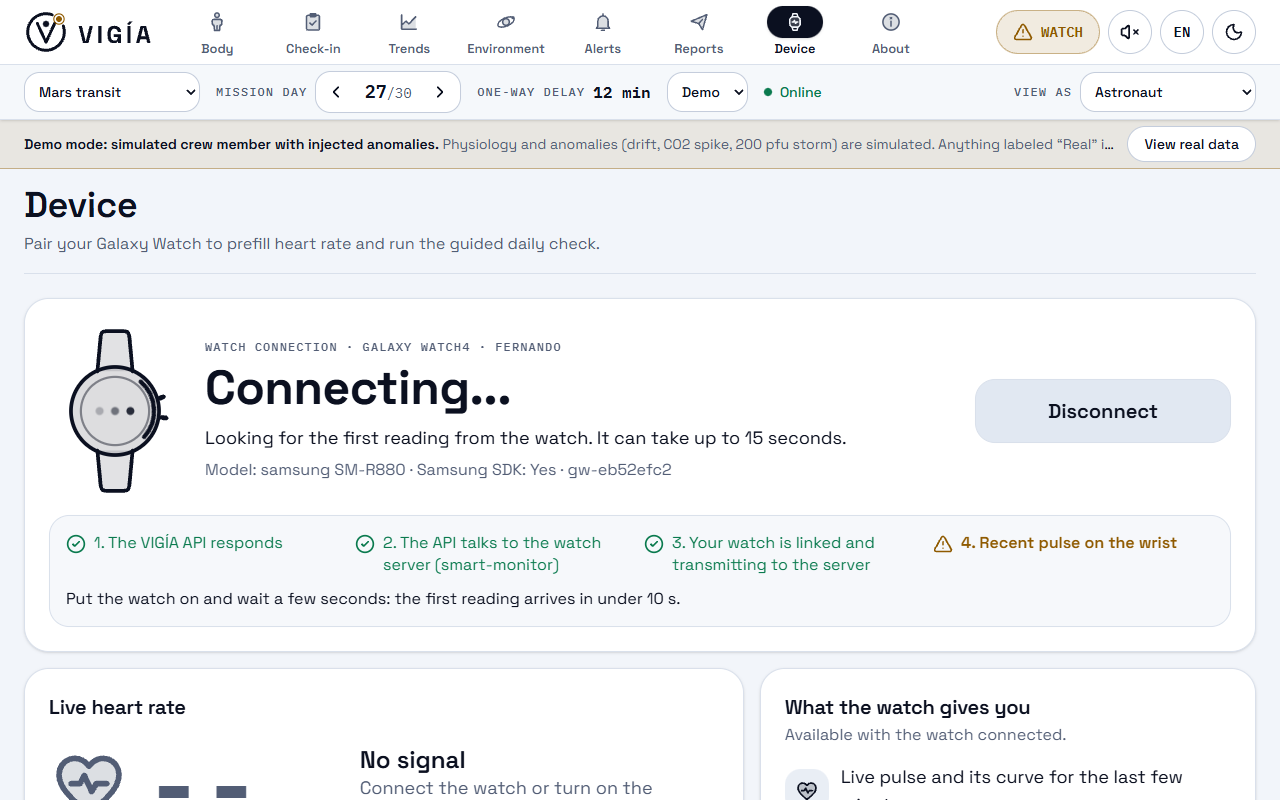 VIGÍA
Body
Check-in
Trends
Environment
Alerts
Reports
Device
About
WATCH
EN
Mars transit
MISSION DAY
27/30
ONE-WAY DELAY 12 min
Demo
Online
VIEW AS
Astronaut
Demo mode: simulated crew member with injected anomalies. Physiology and anomalies (drift, CO2 spike, 200 pfu storm) are simulated. Anything labeled “Real” i...
View real data
Device
Pair your Galaxy Watch to prefill heart rate and run the guided daily check.
WATCH CONNECTION · GALAXY WATCH4 · FERNANDO
Connecting...
Looking for the first reading from the watch. It can take up to 15 seconds.
Model: samsung SM-R880 · Samsung SDK: Yes · gw-eb52efc2
Disconnect
1. The VIGÍA API responds
2. The API talks to the watch
server (smart-monitor)
3. Your watch is linked and
transmitting to the server
4. Recent pulse on the wrist
Put the watch on and wait a few seconds: the first reading arrives in under 10 s.
Live heart rate
No signal
Connect the watch or turn on the
What the watch gives you
Available with the watch connected.
Live pulse and its curve for the last few